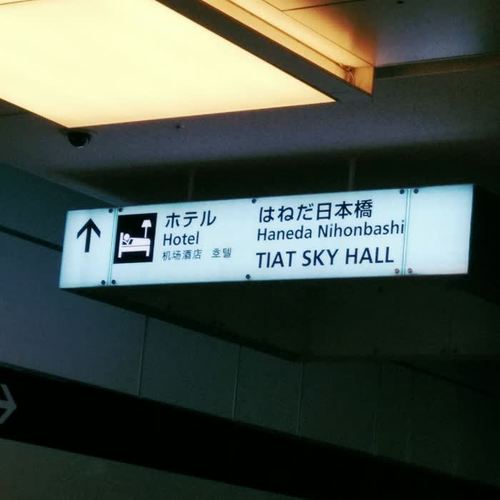 ホテル
Hotel
机场酒店 호텔
はねだ日本橋
Haneda Nihonbashi
TIAT SKY HALL